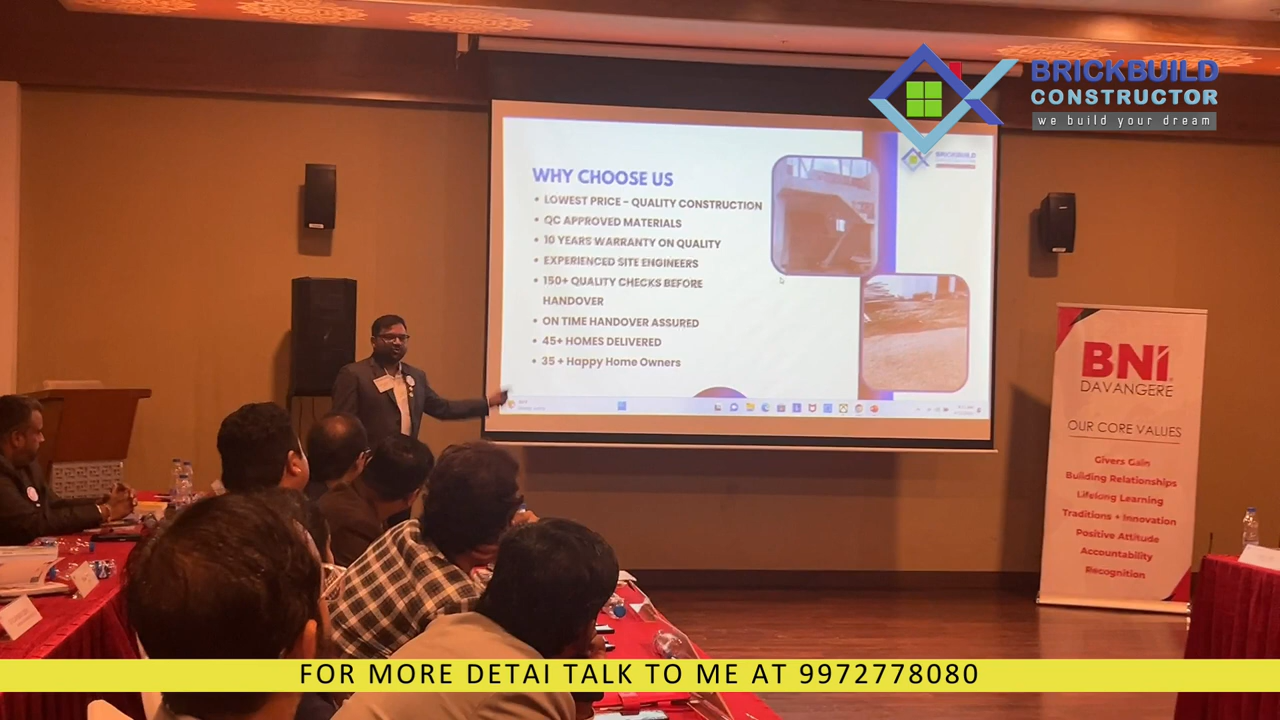 BRICKBUILD
CONSTRUCTOR
we build your dream
BRICKBUILD
WHY CHOOSE US
• LOWEST PRICE - QUALITY CONSTRUCTION
• QC APPROVED MATERIALS
• 10 YEARS WARRANTY ON QUALITY
• EXPERIENCED SITE ENGINEERS
• 150+ QUALITY CHECKS BEFORE
HANDOVER
• ON TIME HANDOVER ASSURED
• 45+ HOMES DELIVERED
• 35 + Happy Home Owners
BNI
DAVANGERE
OUR CORE VALUES
Givers Gain
Building Relationships
Lifelong Learning
Traditions + Innovation
Positive Attitude
Accountability
Recognition
FOR MORE DETAI TALK TO ME AT 9972778080